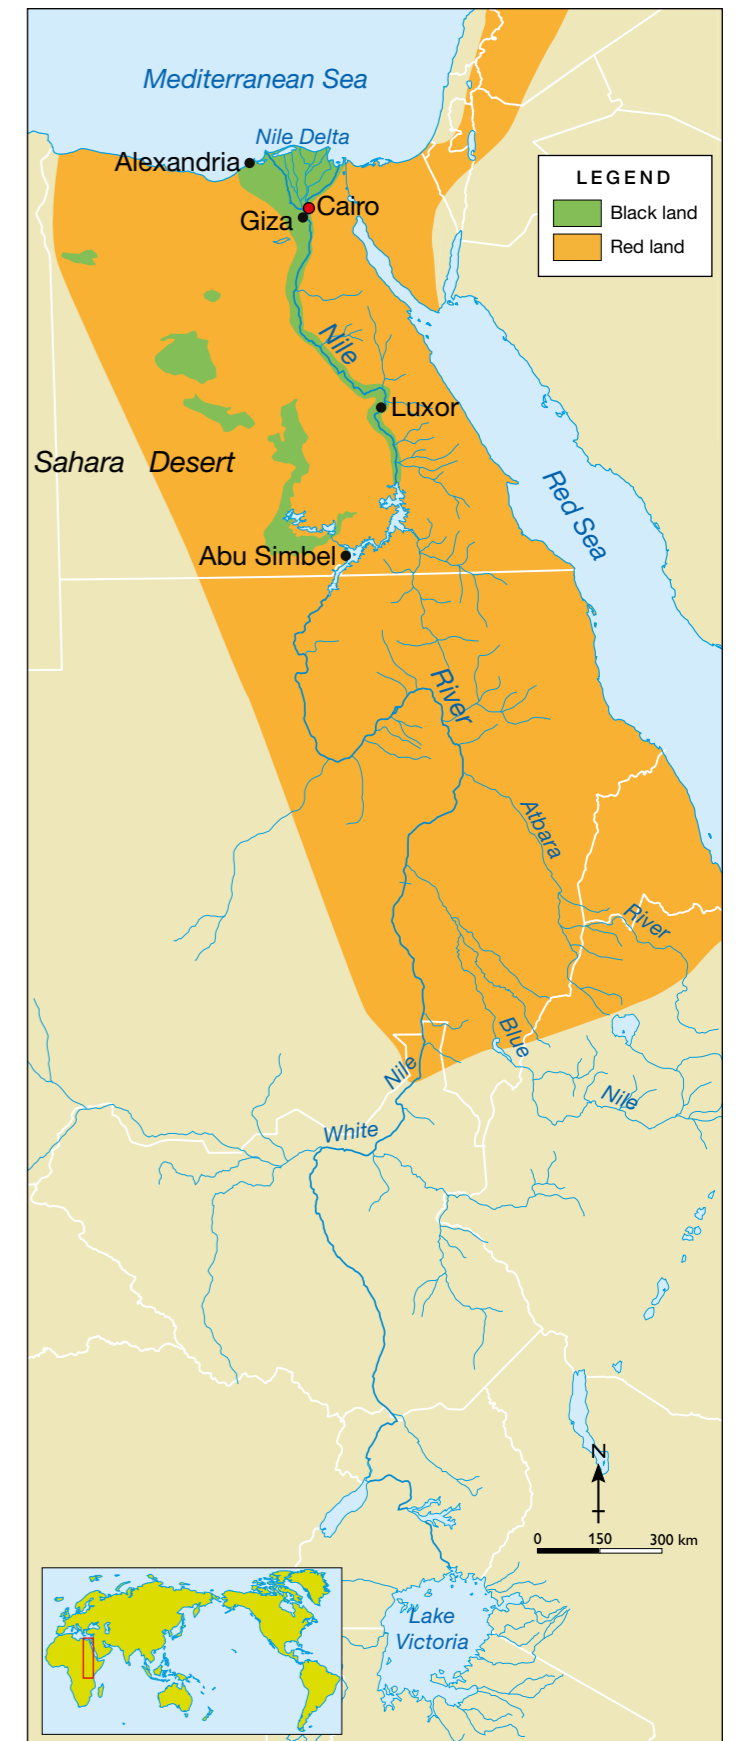 Mediterranean Sea
Nile Delta
Alexandria
LEGEND
Black land
Red land
Cairo
Giza
Nile
Luxor
Sahara Desert
Red Sea
Abu Simbel
River
Atbara
River
Blue
Nile
Nile
White
N
0 150 300 km
Lake
Victoria